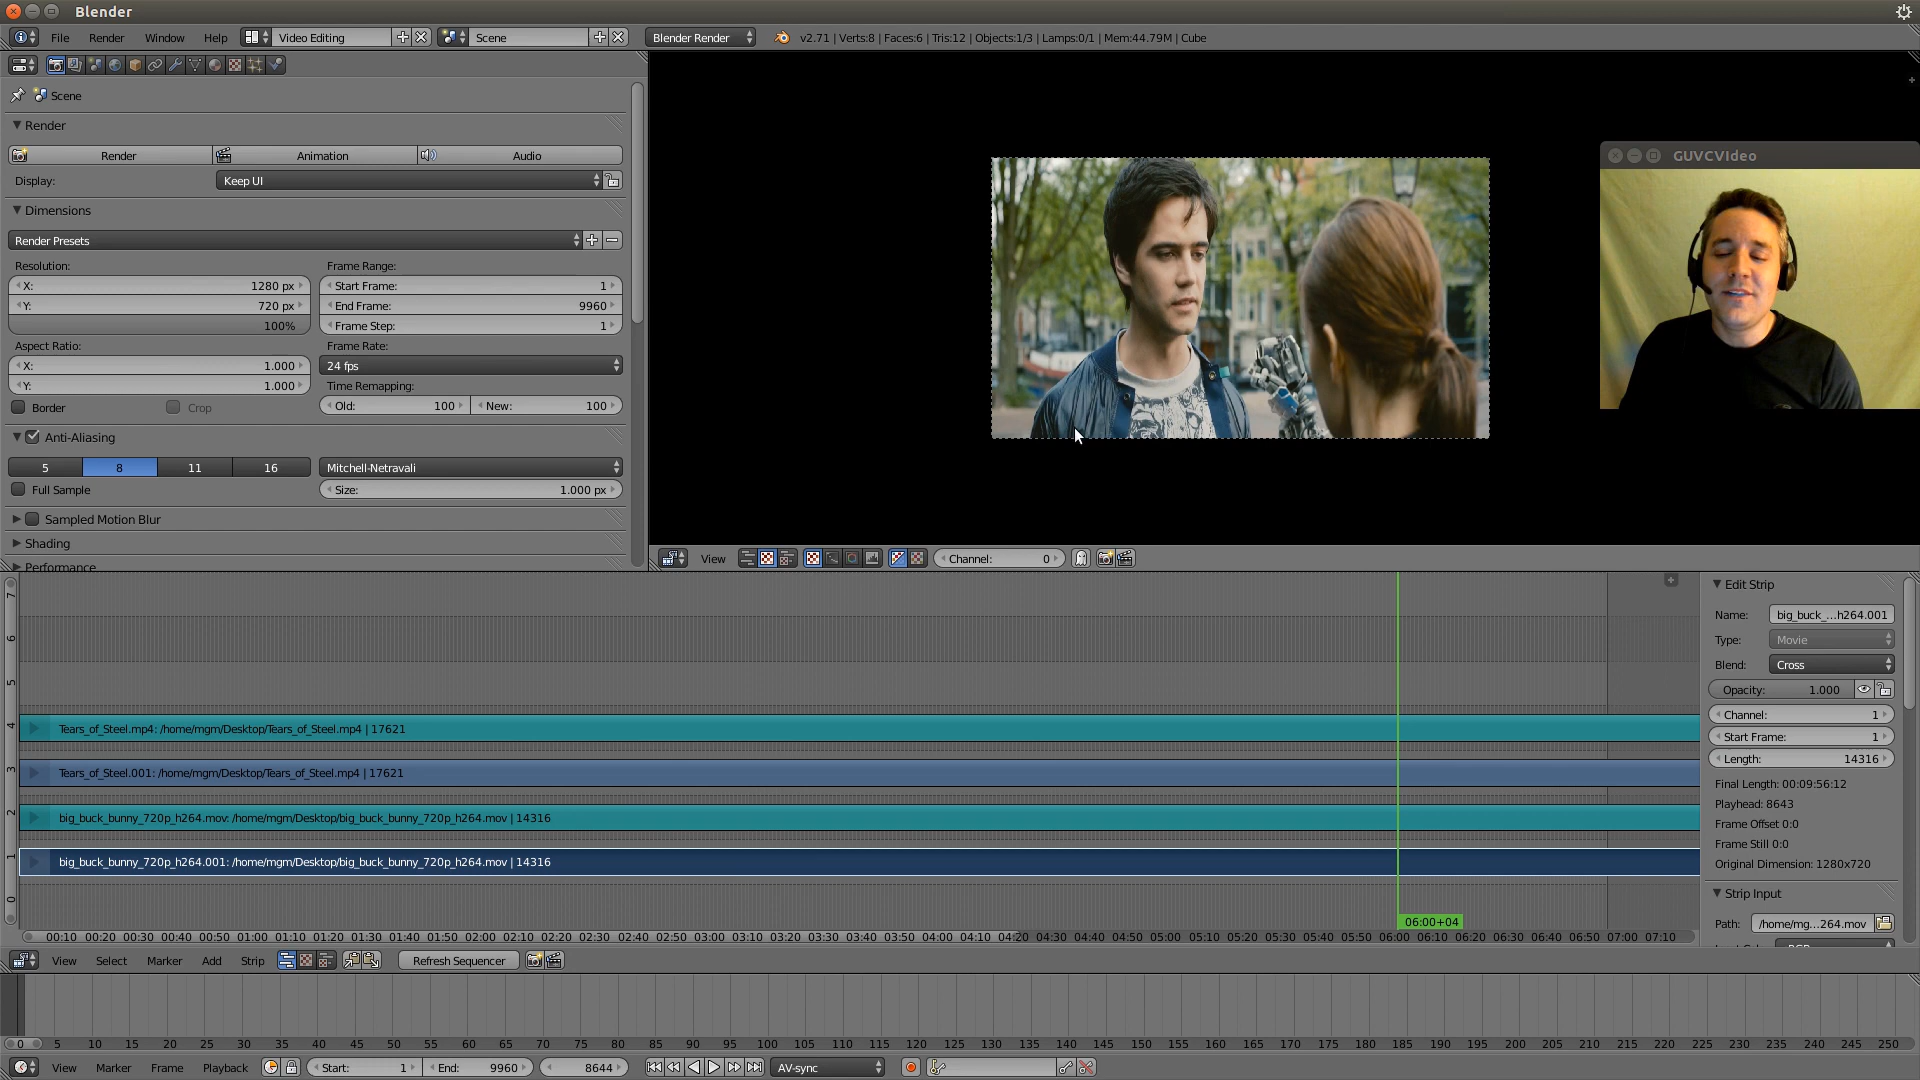 Blender
File Render Window Help Video Editing Scene Blender Render v2.71 | Verts:8 | Faces:6 | Tris:12 | Objects:1/3 | Lamps:0/1 | Mem:44.79M | Cube
Scene
Render
Render Animation Audio
Display: Keep UI
Dimensions
Render Presets
Resolution: Frame Range:
X: 1280 px Start Frame: 1
Y: 720 px End Frame: 9960
100% Frame Step: 1
Aspect Ratio: Frame Rate:
X: 1.000 24 fps
Y: 1.000 Time Remapping:
Border Crop Old: 100 New: 100
Anti-Aliasing
5 8 11 16 Mitchell-Netravali
Full Sample Size: 1.000 px
Sampled Motion Blur
Shading
Performance
GUVCVIdeo
View Channel: 0
7
6
5
4 Tears_of_Steel.mp4: /home/mgm/Desktop/Tears_of_Steel.mp4 | 17621
3 Tears_of_Steel.001: /home/mgm/Desktop/Tears_of_Steel.mp4 | 17621
2 big_buck_bunny_720p_h264.mov: /home/mgm/Desktop/big_buck_bunny_720p_h264.mov | 14316
1 big_buck_bunny_720p_h264.001: /home/mgm/Desktop/big_buck_bunny_720p_h264.mov | 14316
0
06:00+04
00:10 00:20 00:30 00:40 00:50 01:00 01:10 01:20 01:30 01:40 01:50 02:00 02:10 02:20 02:30 02:40 02:50 03:00 03:10 03:20 03:30 03:40 03:50 04:00 04:10 04:20 04:30 04:40 04:50 05:00 05:10 05:20 05:30 05:40 05:50 06:00 06:10 06:20 06:30 06:40 06:50 07:00 07:10
Edit Strip
Name: big_buck_...h264.001
Type: Movie
Blend: Cross
Opacity: 1.000
Channel: 1
Start Frame: 1
Length: 14316
Final Length: 00:09:56:12
Playhead: 8643
Frame Offset 0:0
Frame Still 0:0
Original Dimension: 1280x720
Strip Input
Path: /home/mg...264.mov
View Select Marker Add Strip Refresh Sequencer
0 5 10 15 20 25 30 35 40 45 50 55 60 65 70 75 80 85 90 95 100 105 110 115 120 125 130 135 140 145 150 155 160 165 170 175 180 185 190 195 200 205 210 215 220 225 230 235 240 245 250
View Marker Frame Playback Start: 1 End: 9960 8644 AV-sync